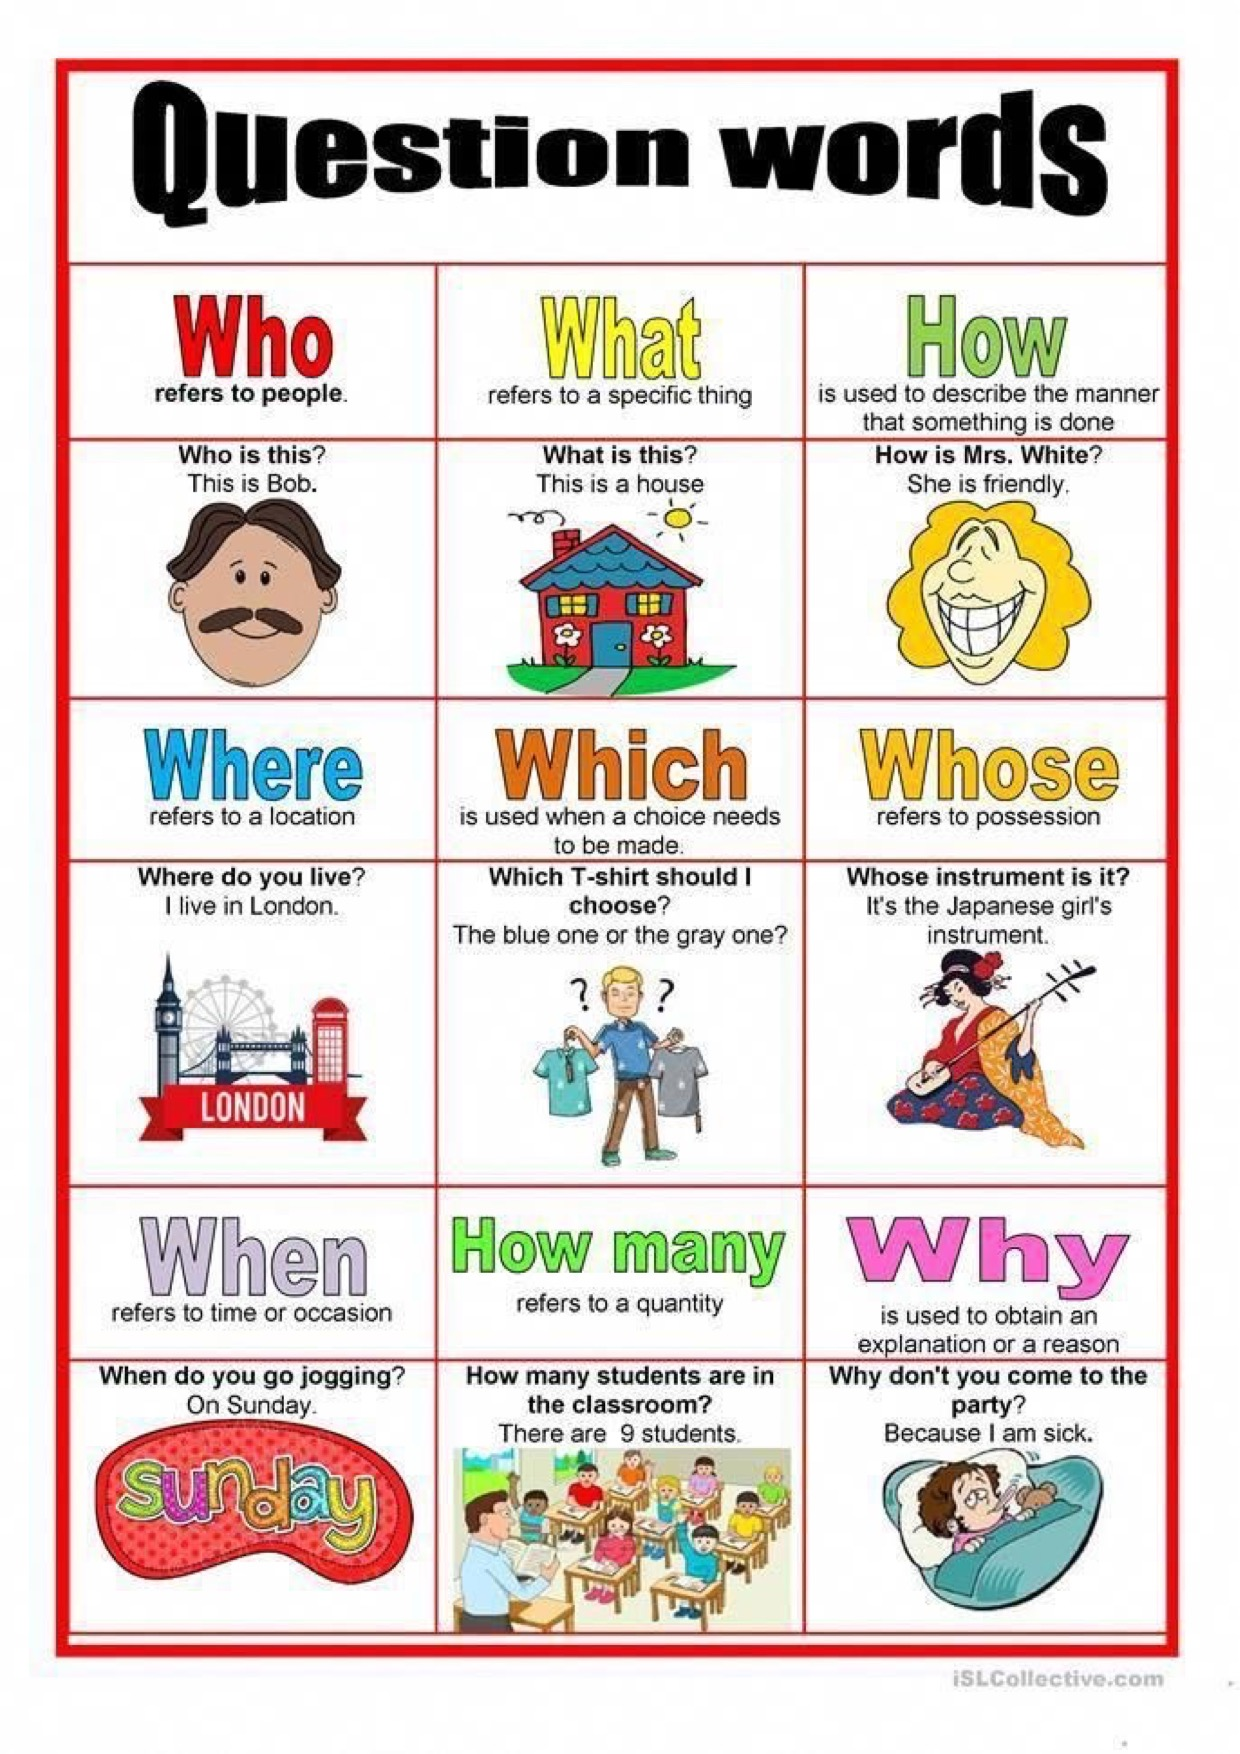 Question words
Who
refers to people.
What
refers to a specific thing
How
is used to describe the manner
that something is done
Who is this?
This is Bob.
What is this?
This is a house
How is Mrs. White?
She is friendly.
Where
refers to a location
Which
is used when a choice needs
to be made.
Whose
refers to possession
Where do you live?
I live in London.
LONDON
Which T-shirt should I
choose?
The blue one or the gray one?
? ?
Whose instrument is it?
It's the Japanese girl's
instrument.
When
refers to time or occasion
How many
refers to a quantity
Why
is used to obtain an
explanation or a reason
When do you go jogging?
On Sunday.
sunday
How many students are in
the classroom?
There are 9 students.
Why don't you come to the
party?
Because I am sick.
iSLCollective.com